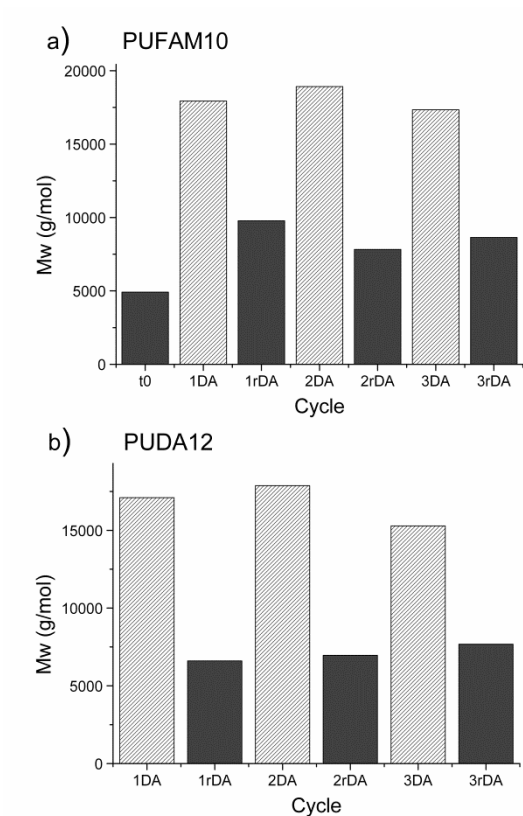 a) PUFAM10
20000
15000
10000
5000
0
Mw (g/mol)
t0 1DA 1rDA 2DA 2rDA 3DA 3rDA
Cycle
b) PUDA12
15000
10000
5000
0
Mw (g/mol)
1DA 1rDA 2DA 2rDA 3DA 3rDA
Cycle